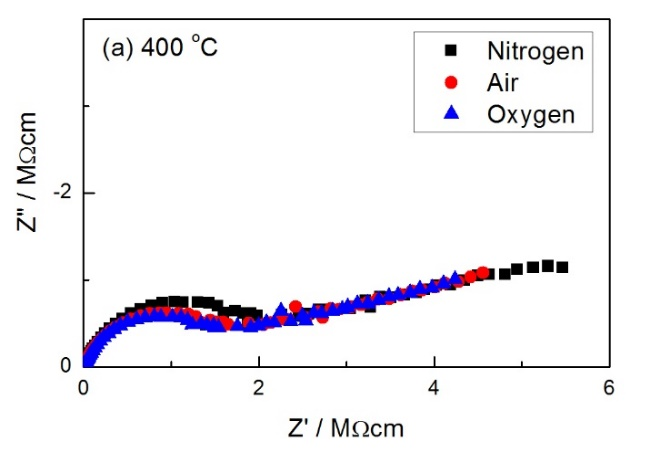 (a) 400 °C
Nitrogen
Air
Oxygen
Z'' / MΩcm
-2
0
0 2 4 6
Z' / MΩcm